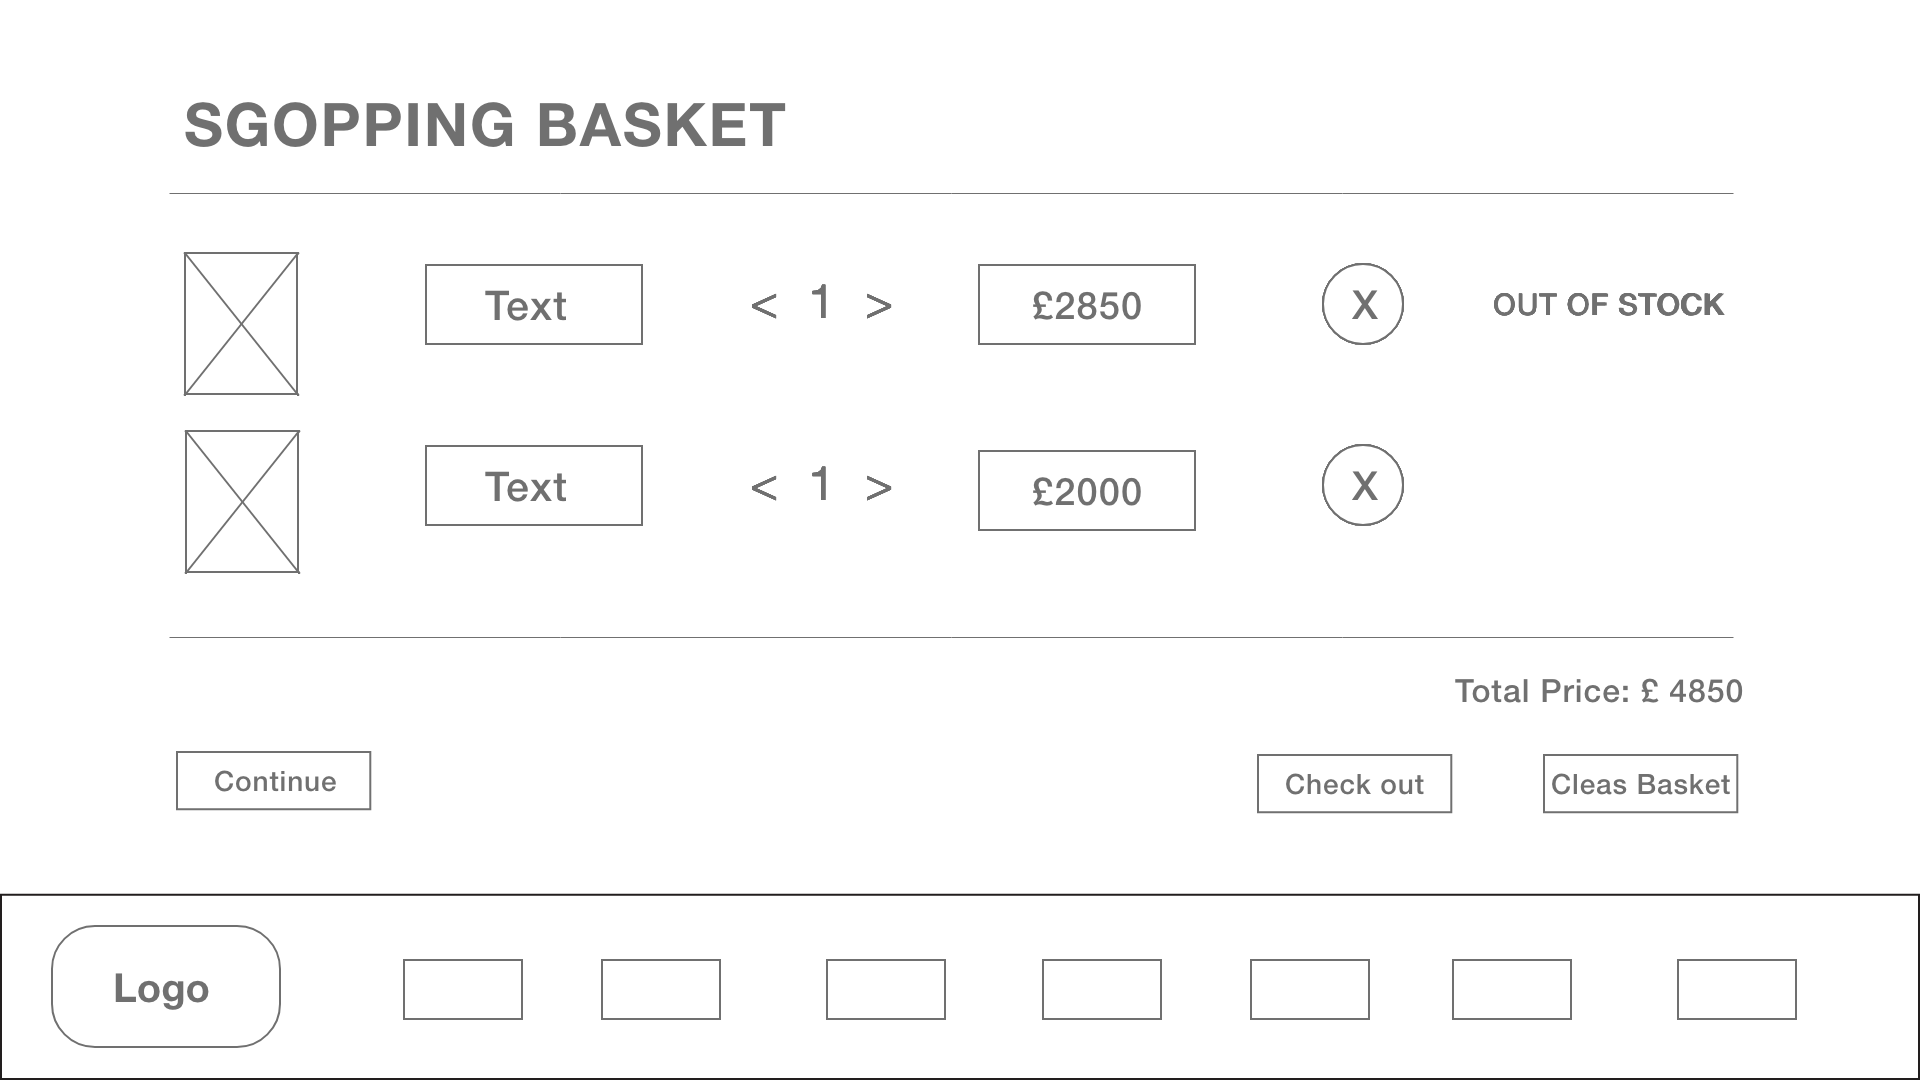 SGOPPING BASKET
Text < 1 > £2850 X OUT OF STOCK
Text < 1 > £2000 X
Total Price: £ 4850
Continue Check out Cleas Basket
Logo